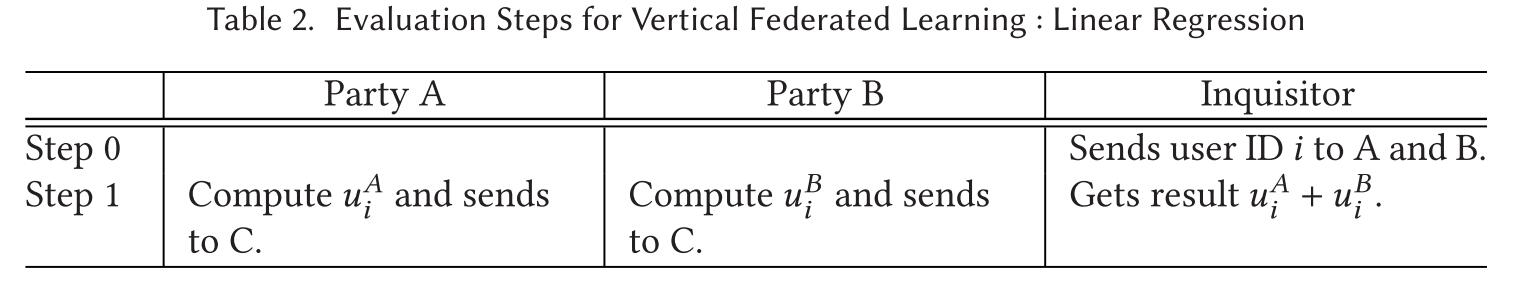 Table 2. Evaluation Steps for Vertical Federated Learning : Linear Regression
Party A Party B Inquisitor
Step 0 Sends user ID i to A and B.
Step 1 Compute u_i^A and sends Compute u_i^B and sends Gets result u_i^A + u_i^B.
to C. to C.